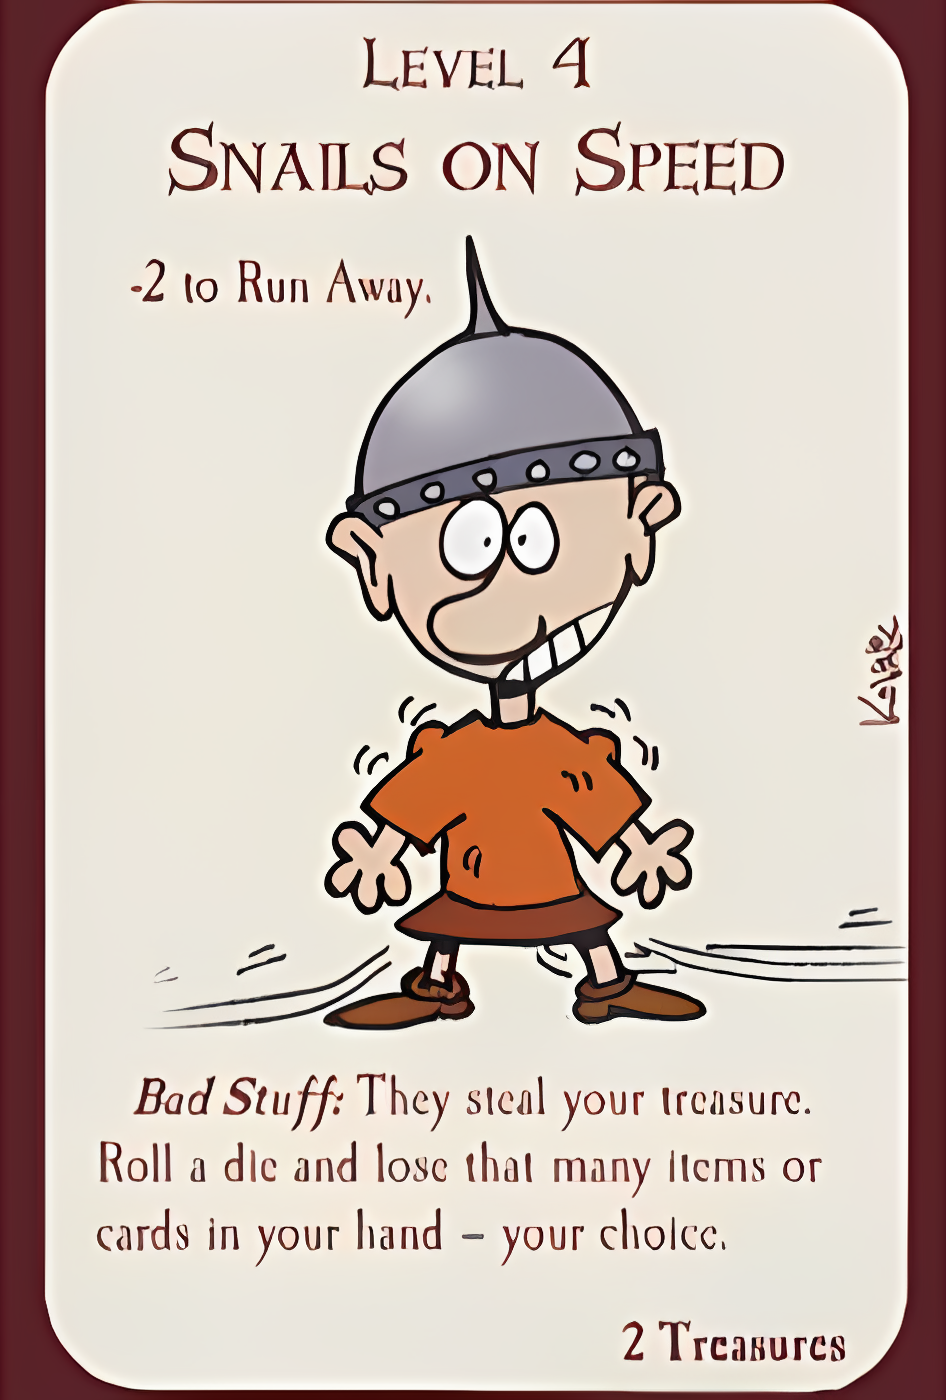 Level 4
Snails on Speed
-2 to Run Away.
Kovalic
Bad Stuff: They steal your treasure.
Roll a die and lose that many items or
cards in your hand – your choice.
2 Treasures